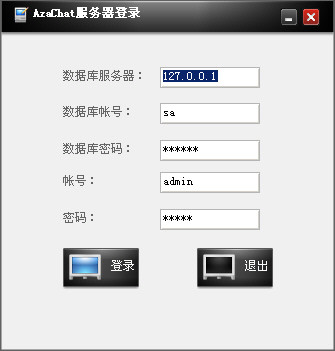 AzaChat服务器登录
数据库服务器：127.0.0.1
数据库帐号：sa
数据库密码：******
帐号：admin
密码：*****
登录 退出